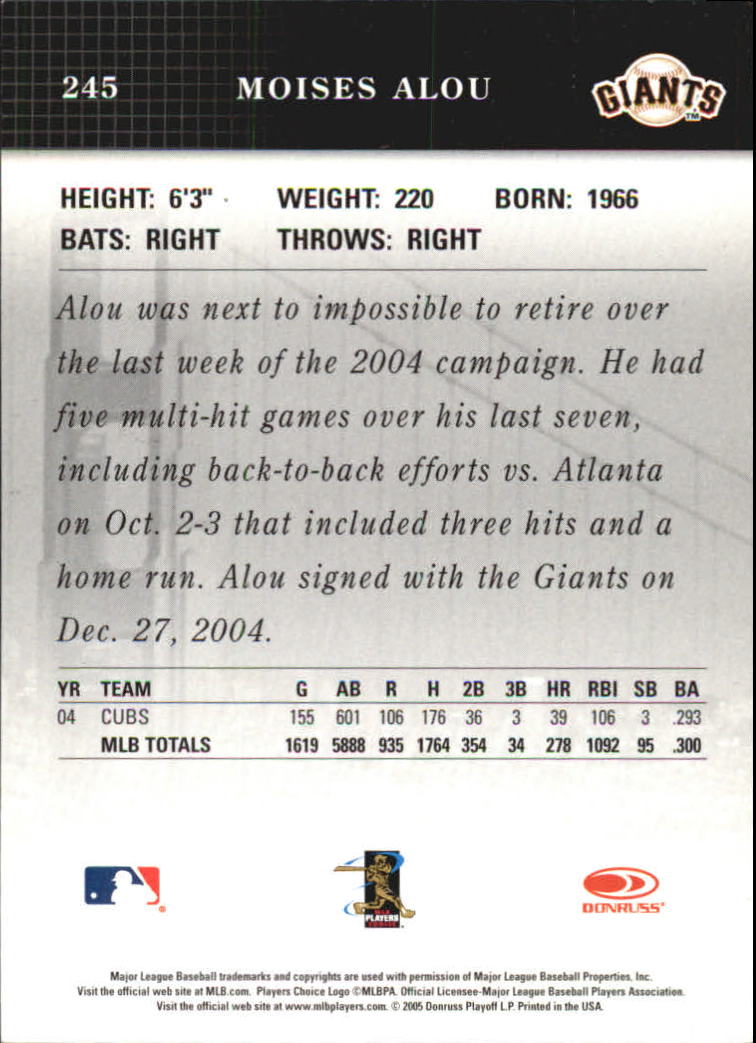 245 MOISES ALOU GIANTS TM
HEIGHT: 6'3" WEIGHT: 220 BORN: 1966
BATS: RIGHT THROWS: RIGHT
Alou was next to impossible to retire over
the last week of the 2004 campaign. He had
five multi-hit games over his last seven,
including back-to-back efforts vs. Atlanta
on Oct. 2-3 that included three hits and a
home run. Alou signed with the Giants on
Dec. 27, 2004.
YR TEAM G AB R H 2B 3B HR RBI SB BA
04 CUBS 155 601 106 176 36 3 39 106 3 .293
MLB TOTALS 1619 5888 935 1764 354 34 278 1092 95 .300
PLAYERS
DONRUSS
Major League Baseball trademarks and copyrights are used with permission of Major League Baseball Properties, Inc.
Visit the official web site at MLB.com. Players Choice Logo ©MLBPA. Official Licensee-Major League Baseball Players Association.
Visit the official web site at www.mlbplayers.com. © 2005 Donruss Playoff L.P. Printed in the USA.